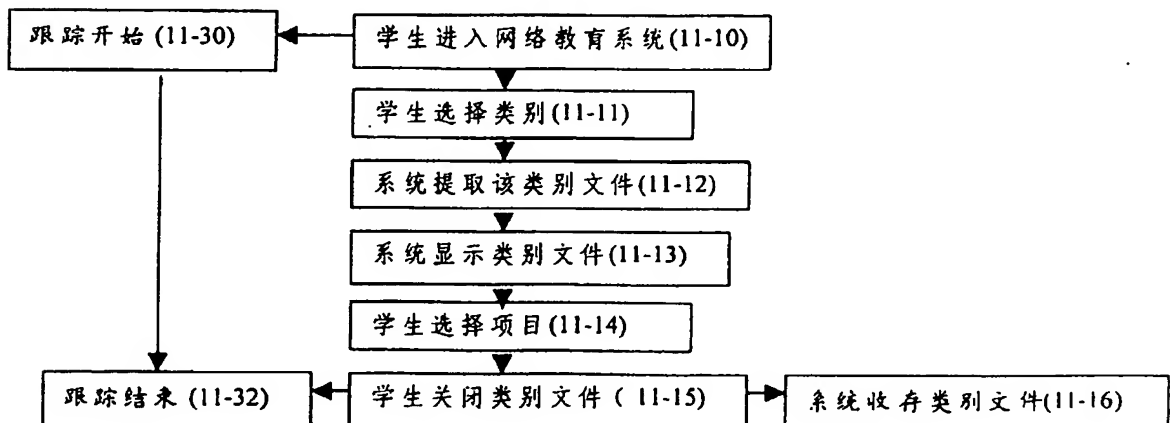 跟踪开始 (11-30)
学生进入网络教育系统(11-10)
学生选择类别(11-11)
系统提取该类别文件(11-12)
系统显示类别文件(11-13)
学生选择项目(11-14)
跟踪结束 (11-32)
学生关闭类别文件 ( 11-15)
系统收存类别文件(11-16)